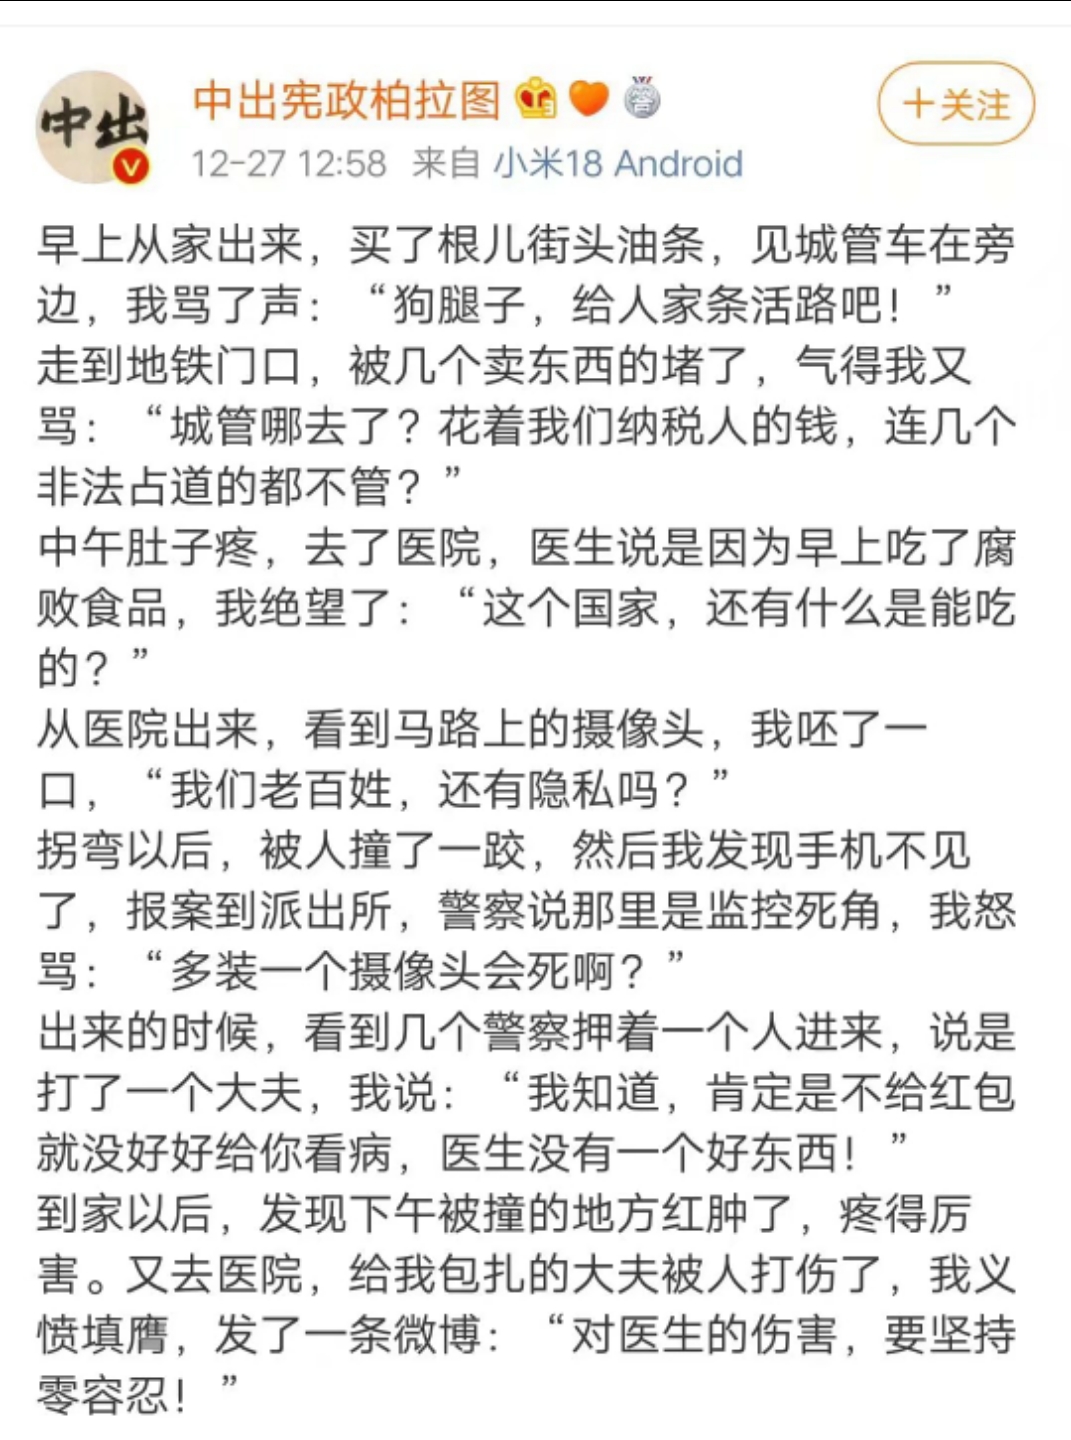 中出
中出宪政柏拉图
答
V
+关注
12-27 12:58 来自 小米18 Android
早上从家出来，买了根儿街头油条，见城管车在旁
边，我骂了声：“狗腿子，给人家条活路吧！”
走到地铁门口，被几个卖东西的堵了，气得我又
骂：“城管哪去了？花着我们纳税人的钱，连几个
非法占道的都不管？”
中午肚子疼，去了医院，医生说是因为早上吃了腐
败食品，我绝望了：“这个国家，还有什么是能吃
的？”
从医院出来，看到马路上的摄像头，我呸了一
口，“我们老百姓，还有隐私吗？”
拐弯以后，被人撞了一跤，然后我发现手机不见
了，报案到派出所，警察说那里是监控死角，我怒
骂：“多装一个摄像头会死啊？”
出来的时候，看到几个警察押着一个人进来，说是
打了一个大夫，我说：“我知道，肯定是不给红包
就没好好给你看病，医生没有一个好东西！”
到家以后，发现下午被撞的地方红肿了，疼得厉
害。又去医院，给我包扎的大夫被人打伤了，我义
愤填膺，发了一条微博：“对医生的伤害，要坚持
零容忍！”